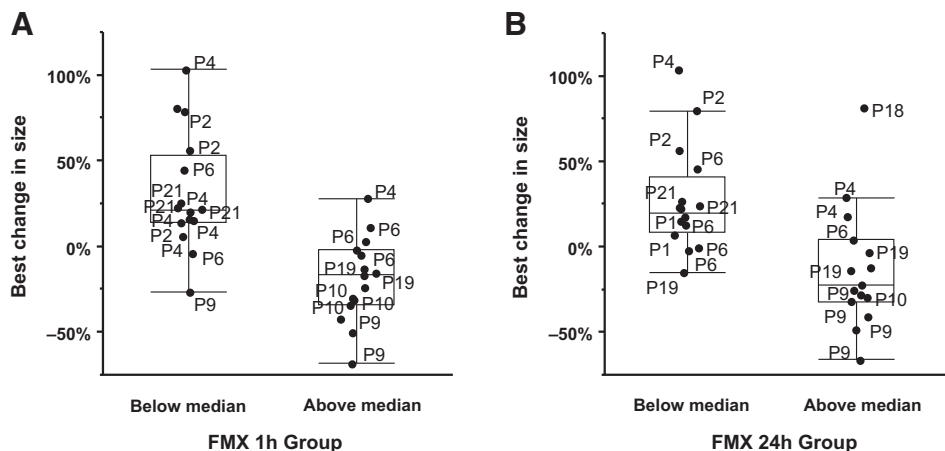 A
Best change in size
100%
50%
0%
–50%
P4
P2
P2
P6
P21
P4
P21
P21
P4
P4
P2
P4
P6
P9
P4
P6
P6
P6
P19
P19
P10
P10
P10
P9
P9
Below median
Above median
FMX 1h Group
B
Best change in size
100%
50%
0%
–50%
P4
P2
P2
P6
P21
P21
P1
P6
P1
P6
P6
P19
P18
P4
P4
P6
P19
P19
P9
P10
P9
P9
P9
Below median
Above median
FMX 24h Group